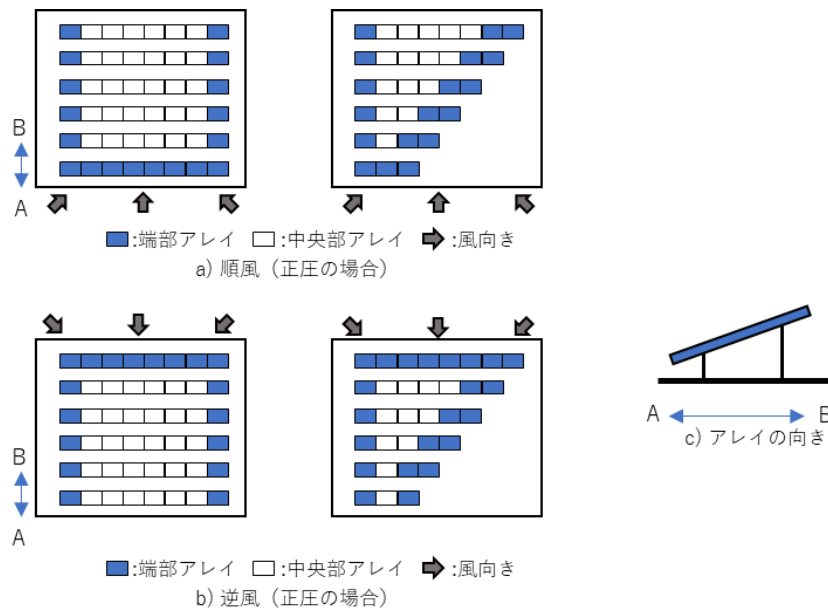 B
A
■:端部アレイ □:中央部アレイ ➡:風向き
a) 順風（正圧の場合）
B
A
■:端部アレイ □:中央部アレイ ➡:風向き
b) 逆風（正圧の場合）
A B
c) アレイの向き